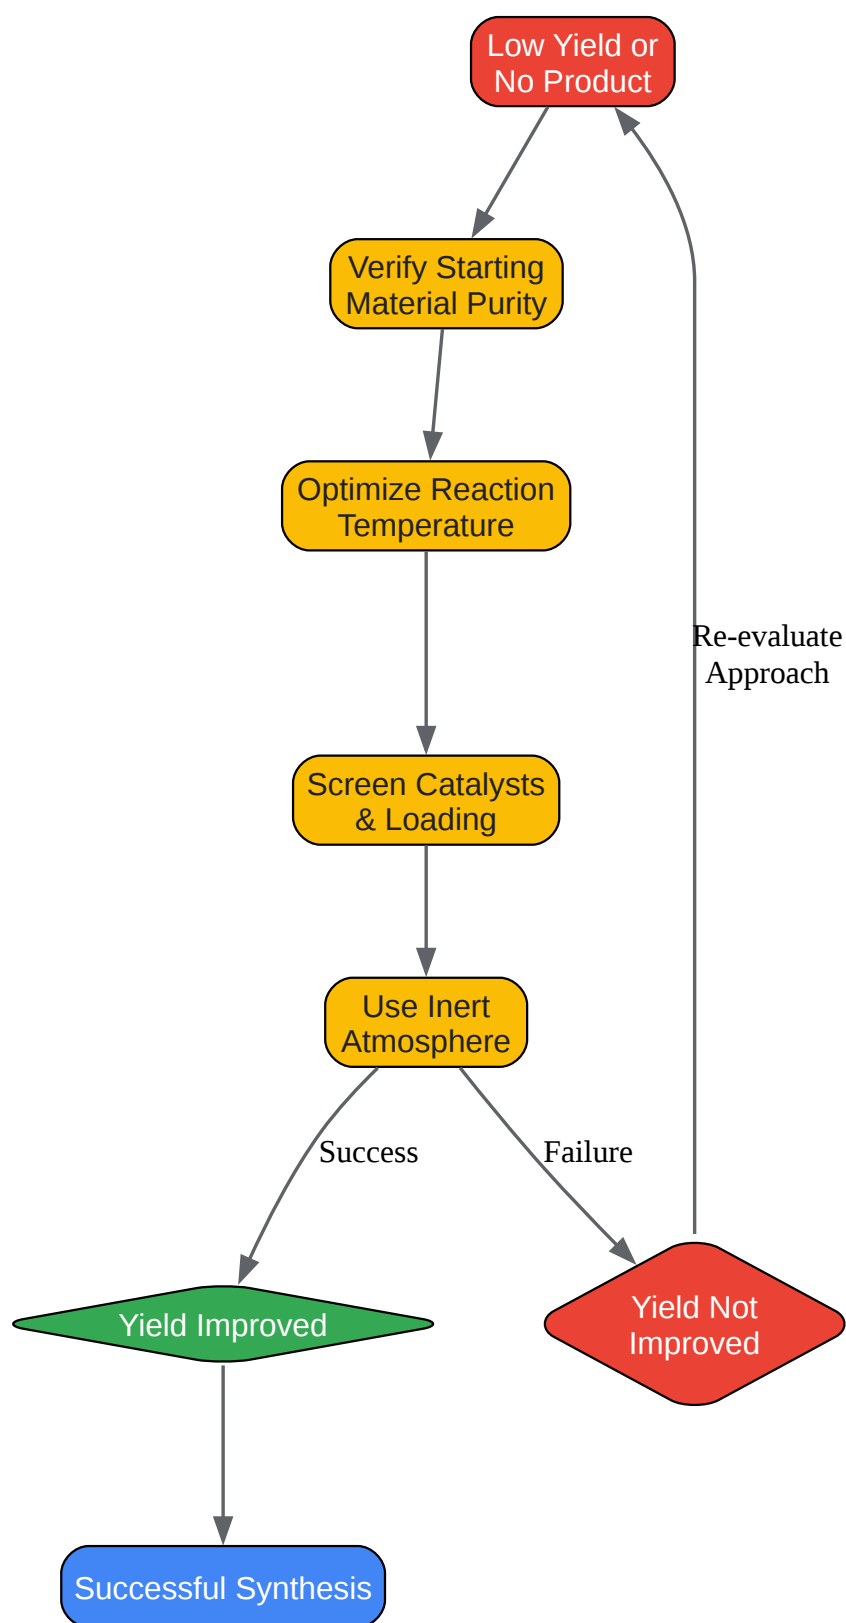 Low Yield or
No Product
Verify Starting
Material Purity
Optimize Reaction
Temperature
Re-evaluate
Approach
Screen Catalysts
& Loading
Use Inert
Atmosphere
Success
Failure
Yield Improved
Yield Not
Improved
Successful Synthesis